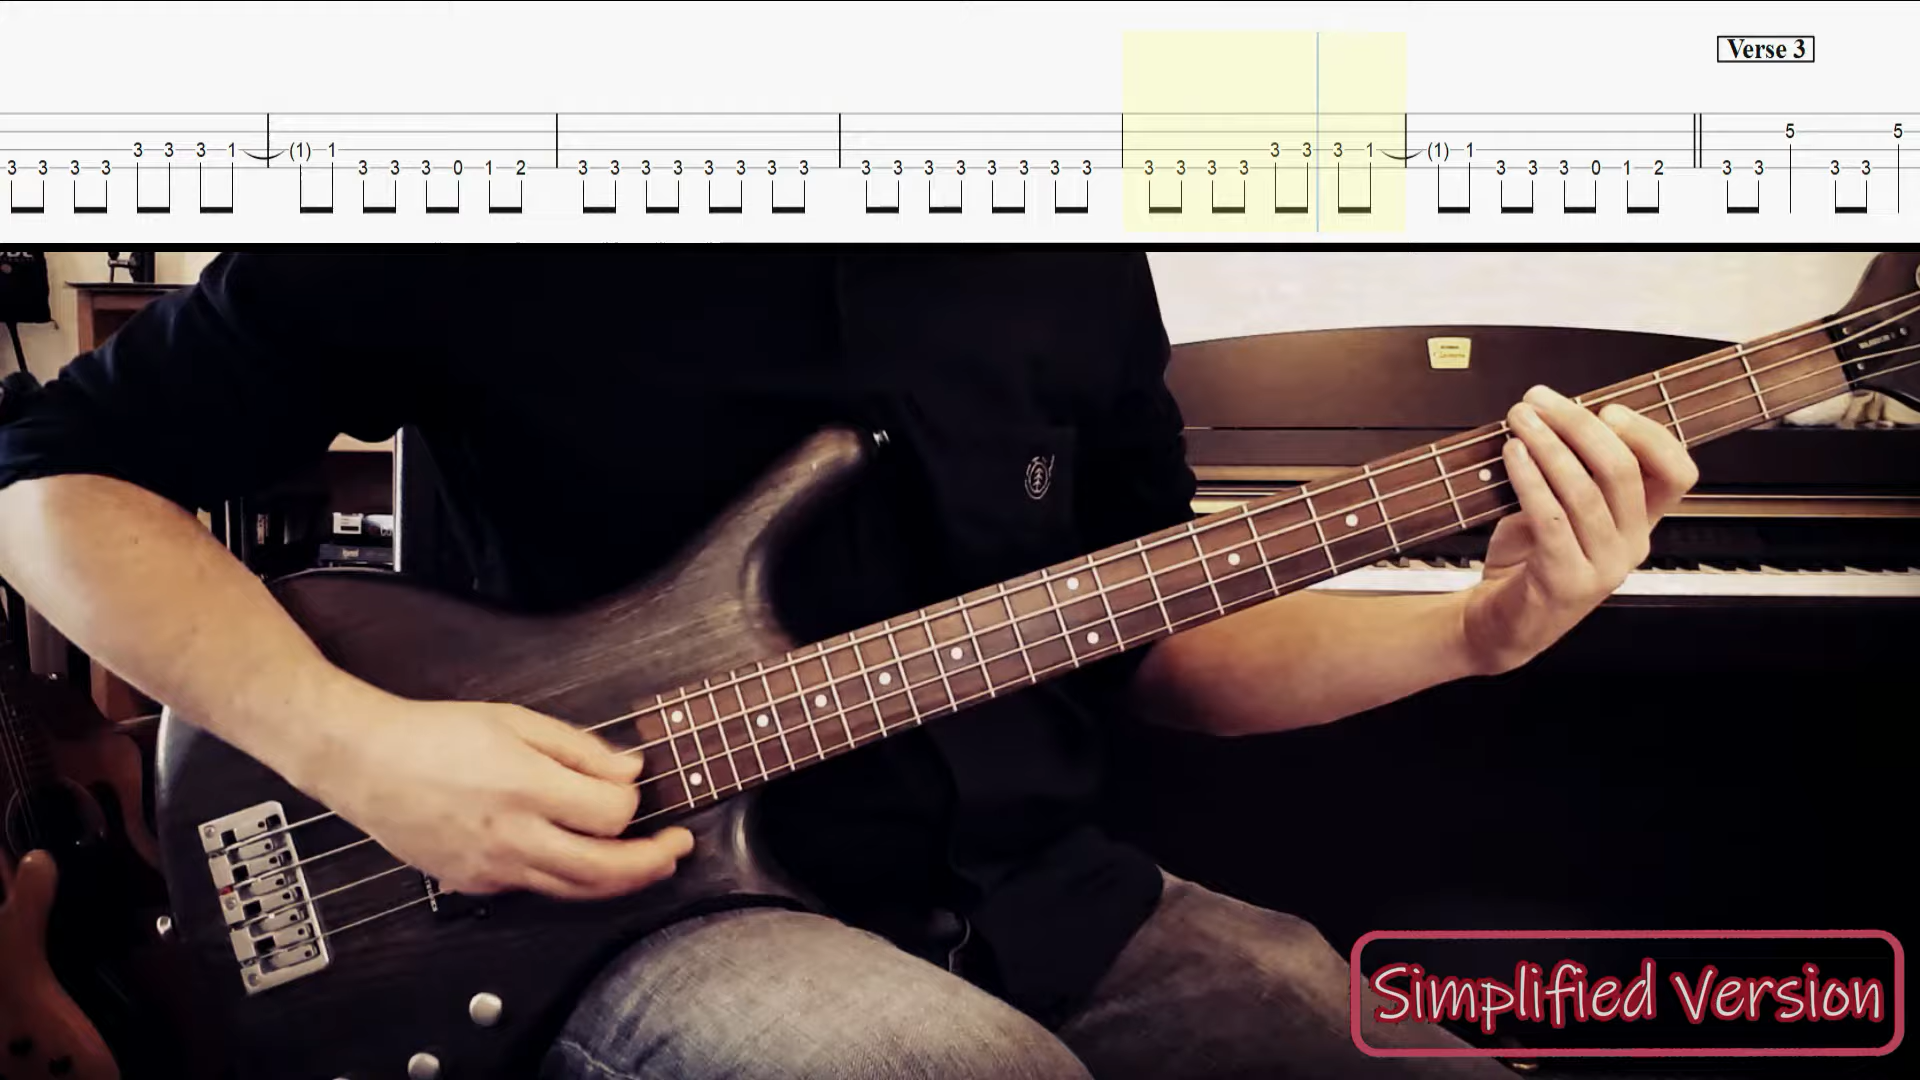 Verse 3
5 5
3 3 3 1 (1) 1 3 3 3 1 (1) 1
3 3 3 3 3 3 3 0 1 2 3 3 3 3 3 3 3 3 3 3 3 3 3 3 3 3 3 3 3 3 3 3 3 0 1 2 3 3 3 3
Simplified Version